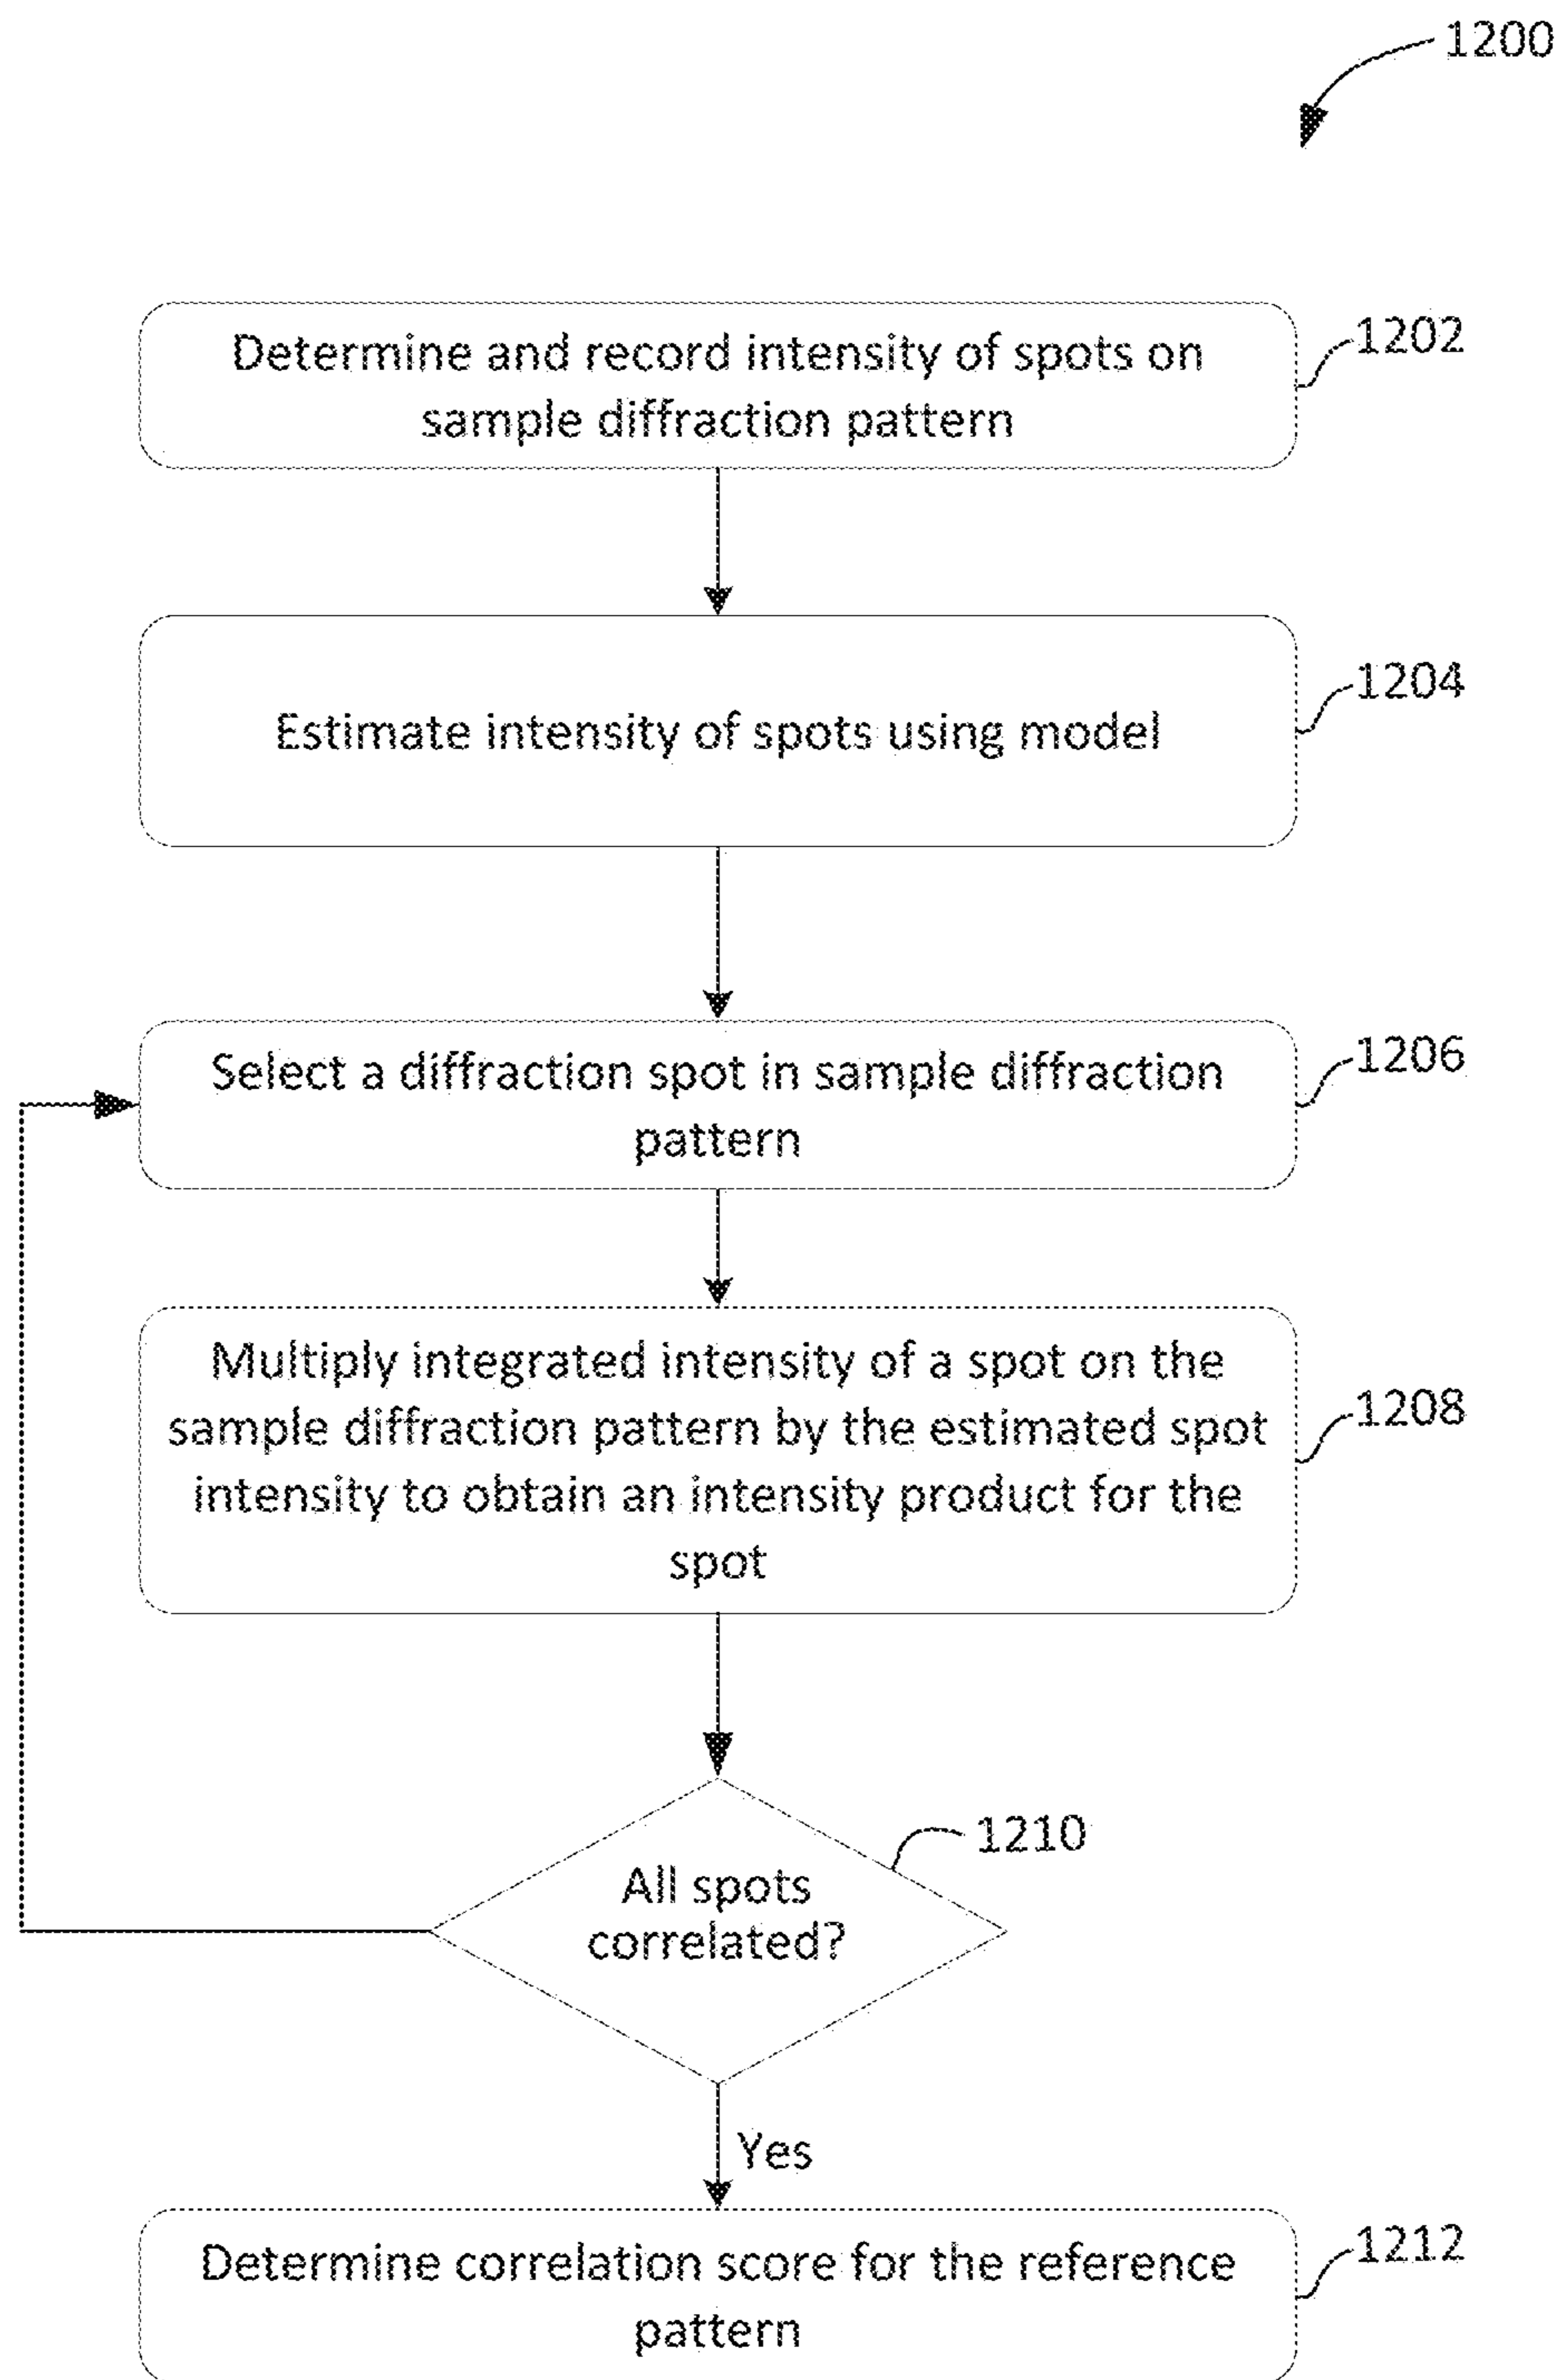 1200
Determine and record intensity of spots on
sample diffraction pattern
1202
Estimate intensity of spots using model
1204
Select a diffraction spot in sample diffraction
pattern
1206
Multiply integrated intensity of a spot on the
sample diffraction pattern by the estimated spot
intensity to obtain an intensity product for the
spot
1208
All spots
correlated?
1210
Yes
Determine correlation score for the reference
pattern
1212